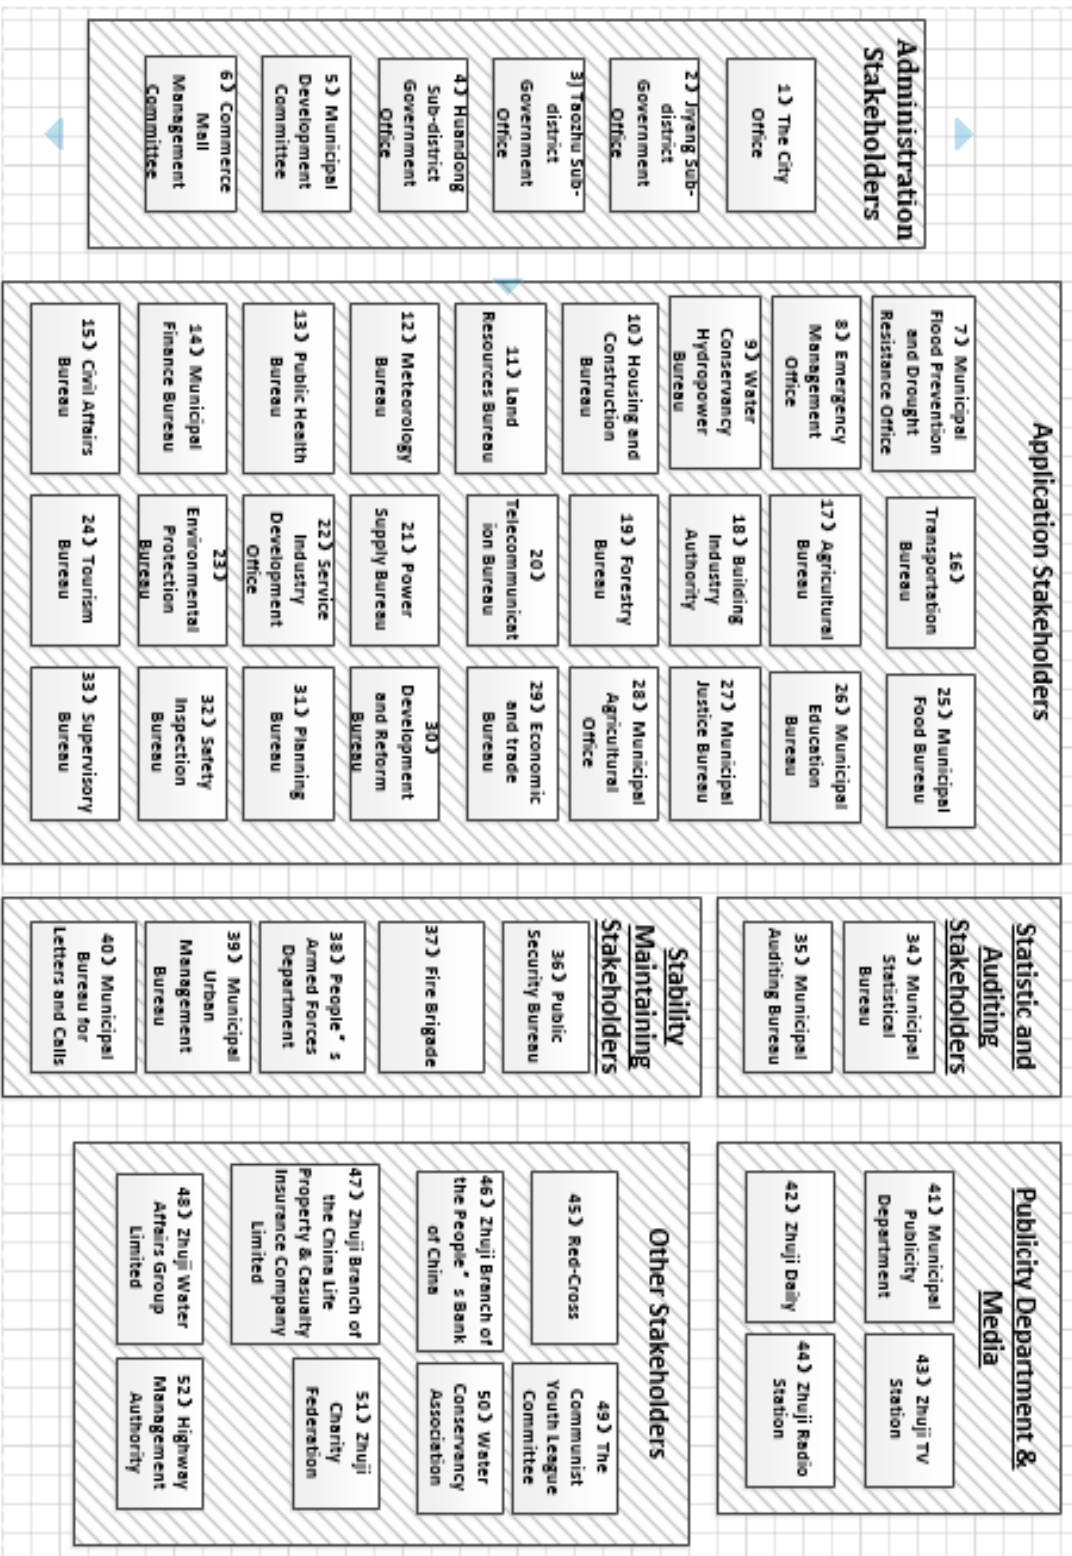 Administration
Stakeholders
1) The City
Office
2) Jiyang Sub-
district
Government
Office
3) Taozhu Sub-
district
Government
Office
4) Huandong
Sub-district
Government
Office
5) Municipal
Development
Committee
6) Commerce
Mall
Management
Committee
Application Stakeholders
7) Municipal
Flood Prevention
and Drought
Resistance Office
8) Emergency
Management
Office
9) Water
Conservancy
Hydropower
Bureau
10) Housing and
Construction
Bureau
11) Land
Resources Bureau
12) Meteorology
Bureau
13) Public Health
Bureau
14) Municipal
Finance Bureau
15) Civil Affairs
Bureau
16)
Transportation
Bureau
17) Agricultural
Bureau
18) Building
Industry
Authority
19) Forestry
Bureau
20)
Telecommunicat
ion Bureau
21) Power
Supply Bureau
22) Service
Industry
Development
Office
23)
Environmental
Protection
Bureau
24) Tourism
Bureau
25) Municipal
Food Bureau
26) Municipal
Education
Bureau
27) Municipal
Justice Bureau
28) Municipal
Agricultural
Office
29) Economic
and trade
Bureau
30)
Development
and Reform
Bureau
31) Planning
Bureau
32) Safety
Inspection
Bureau
33) Supervisory
Bureau
Statistic and
Auditing
Stakeholders
34) Municipal
Statistical
Bureau
35) Municipal
Auditing Bureau
Stability
Maintaining
Stakeholders
36) Public
Security Bureau
37) Fire Brigade
38) People's
Armed Forces
Department
39) Municipal
Urban
Management
Bureau
40) Municipal
Bureau for
Letters and Calls
Publicity Department &
Media
41) Municipal
Publicity
Department
42) Zhuji Daily
43) Zhuji TV
Station
44) Zhuji Radio
Station
Other Stakeholders
45) Red-Cross
46) Zhuji Branch of
the People's Bank
of China
47) Zhuji Branch of
the China Life
Property & Casualty
Insurance Company
Limited
48) Zhuji Water
Affairs Group
Limited
49) The
Communist
Youth League
Committee
50) Water
Conservancy
Association
51) Zhuji
Charity
Federation
52) Highway
Management
Authority